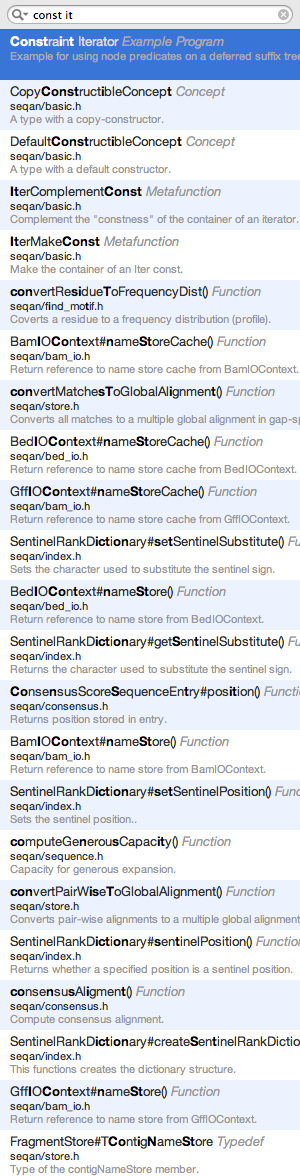 const it
Constraint Iterator Example Program
Example for using node predicates on a deferred suffix tree
CopyConstructibleConcept Concept
seqan/basic.h
A type with a copy-constructor.
DefaultConstructibleConcept Concept
seqan/basic.h
A type with a default constructor.
IterComplementConst Metafunction
seqan/basic.h
Complement the "constness" of the container of an iterator.
IterMakeConst Metafunction
seqan/basic.h
Make the container of an Iter const.
convertResidueToFrequencyDist() Function
seqan/find_motif.h
Coverts a residue to a frequency distribution (profile).
BamIOContext#nameStoreCache() Function
seqan/bam_io.h
Return reference to name store cache from BamIOContext.
convertMatchesToGlobalAlignment() Function
seqan/store.h
Converts all matches to a multiple global alignment in gap-sp
BedIOContext#nameStoreCache() Function
seqan/bed_io.h
Return reference to name store cache from BedIOContext.
GffIOContext#nameStoreCache() Function
seqan/bam_io.h
Return reference to name store cache from GffIOContext.
SentinelRankDictionary#setSentinelSubstitute() Fu
seqan/index.h
Sets the character used to substitute the sentinel sign.
BedIOContext#nameStore() Function
seqan/bed_io.h
Return reference to name store from BedIOContext.
SentinelRankDictionary#getSentinelSubstitute() Fu
seqan/index.h
Returns the character used to substitute the sentinel sign.
ConsensusScoreSequenceEntry#position() Functio
seqan/consensus.h
Returns position stored in entry.
BamIOContext#nameStore() Function
seqan/bam_io.h
Return reference to name store from BamIOContext.
SentinelRankDictionary#setSentinelPosition() Func
seqan/index.h
Sets the sentinel position..
computeGenerousCapacity() Function
seqan/sequence.h
Capacity for generous expansion.
convertPairWiseToGlobalAlignment() Function
seqan/store.h
Converts pair-wise alignments to a multiple global alignment
SentinelRankDictionary#sentinelPosition() Function
seqan/index.h
Returns whether a specified position is a sentinel position.
consensusAligment() Function
seqan/consensus.h
Compute consensus alignment.
SentinelRankDictionary#createSentinelRankDictio
seqan/index.h
This functions creates the dictionary structure.
GffIOContext#nameStore() Function
seqan/bam_io.h
Return reference to name store from GffIOContext.
FragmentStore#TContigNameStore Typedef
seqan/store.h
Type of the contigNameStore member.